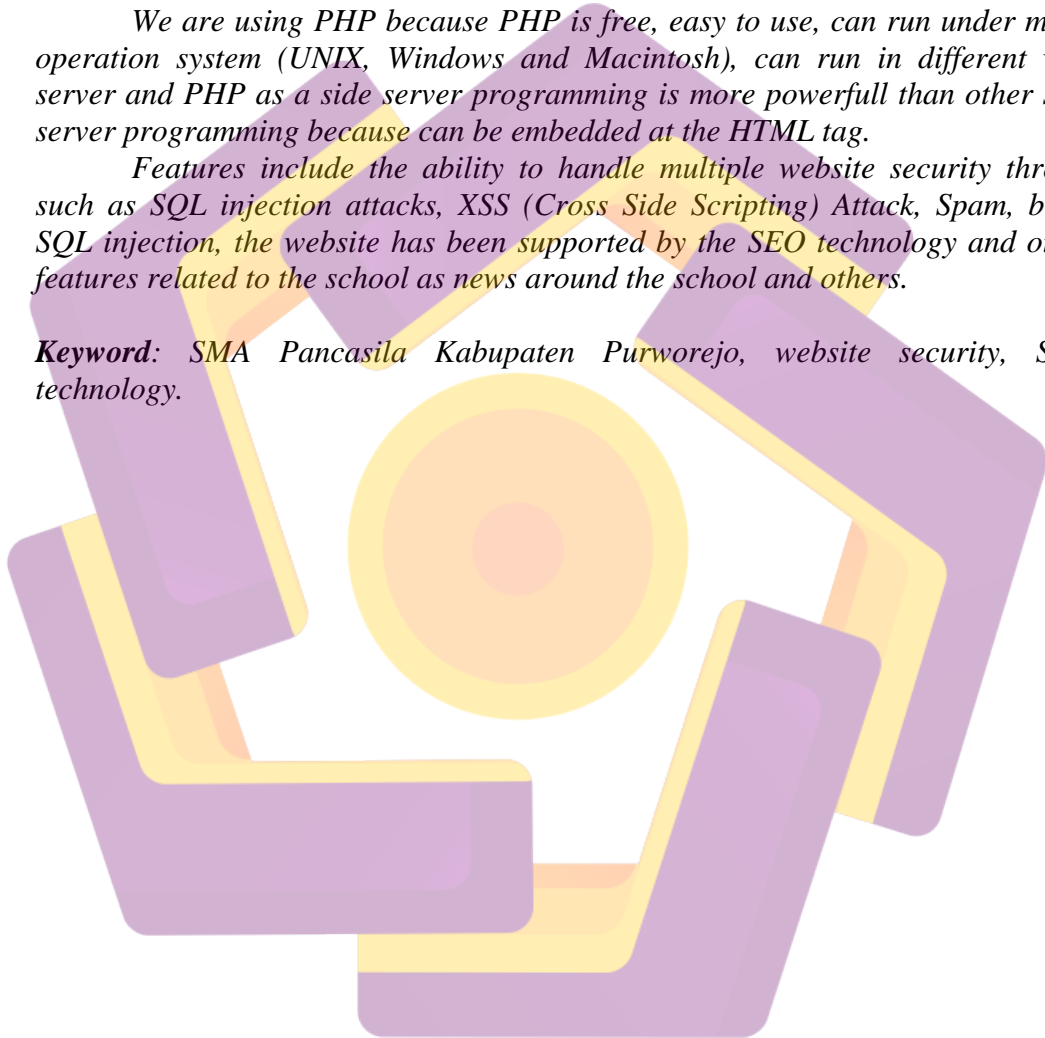 We are using PHP because PHP is free, easy to use, can run under m
operation system (UNIX, Windows and Macintosh), can run in different
server and PHP as a side server programming is more powerfull than other
server programming because can be embedded at the HTML tag.
Features include the ability to handle multiple website security thr
such as SQL injection attacks, XSS (Cross Side Scripting) Attack, Spam, b
SQL injection, the website has been supported by the SEO technology and o
features related to the school as news around the school and others.
Keyword: SMA Pancasila Kabupaten Purworejo, website security, S
technology.